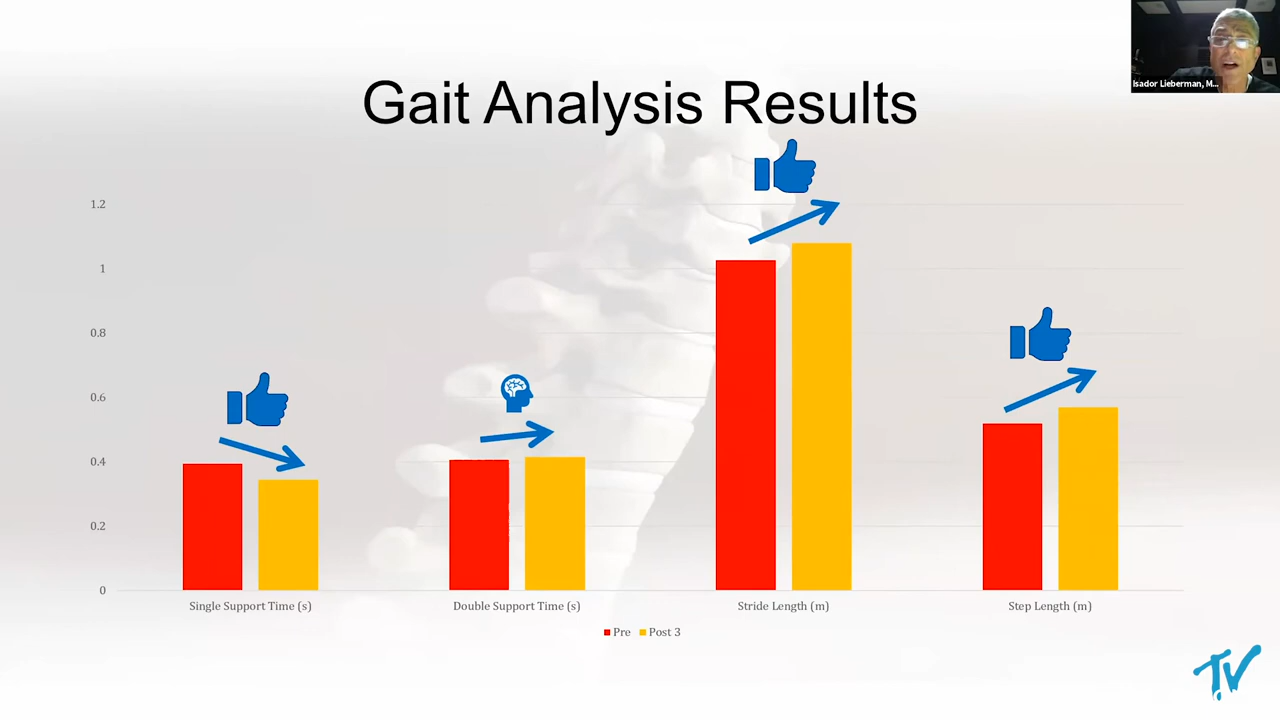 Isador Lieberman, M...
Gait Analysis Results
1.2
1
0.8
0.6
0.4
0.2
0
Single Support Time (s)
Double Support Time (s)
Stride Length (m)
Step Length (m)
Pre
Post 3
TV